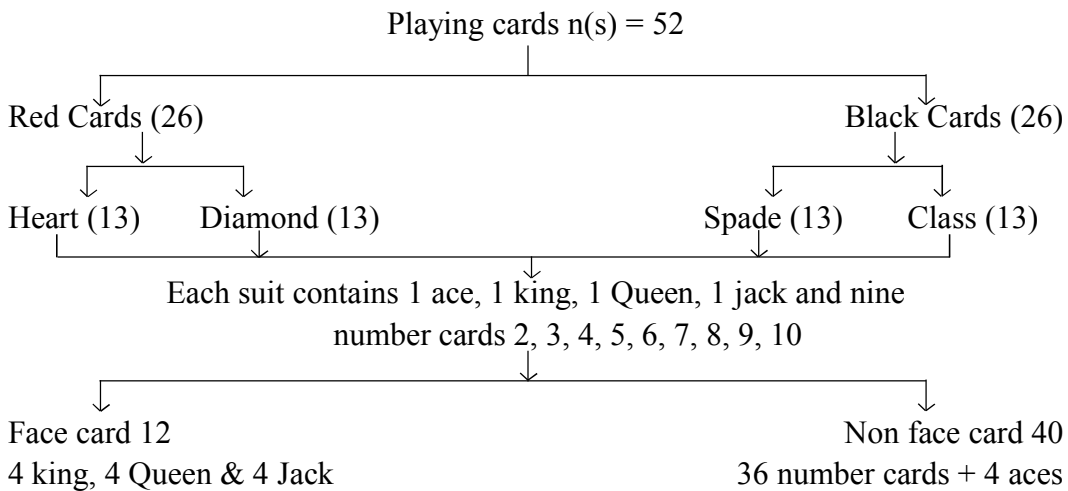 Playing cards n(s) = 52
Red Cards (26) Black Cards (26)
Heart (13) Diamond (13) Spade (13) Class (13)
Each suit contains 1 ace, 1 king, 1 Queen, 1 jack and nine
number cards 2, 3, 4, 5, 6, 7, 8, 9, 10
Face card 12 Non face card 40
4 king, 4 Queen & 4 Jack 36 number cards + 4 aces